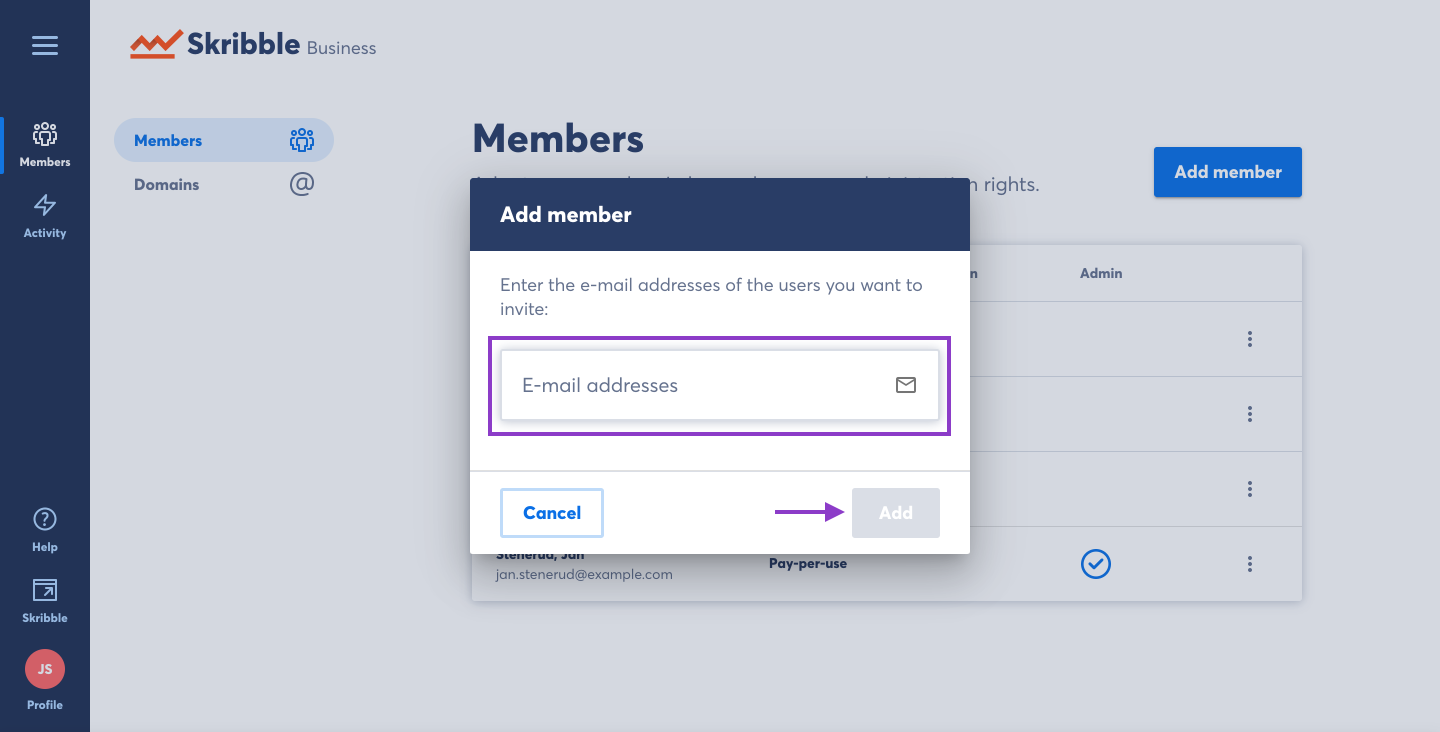 Skribble Business
Members
Activity
Help
Skribble
JS
Profile
Members
Domains
Members
rights.
Add member
Admin
Add member
Enter the e-mail addresses of the users you want to
invite:
E-mail addresses
Cancel
Add
Stenerud, Jan
jan.stenerud@example.com
Pay-per-use